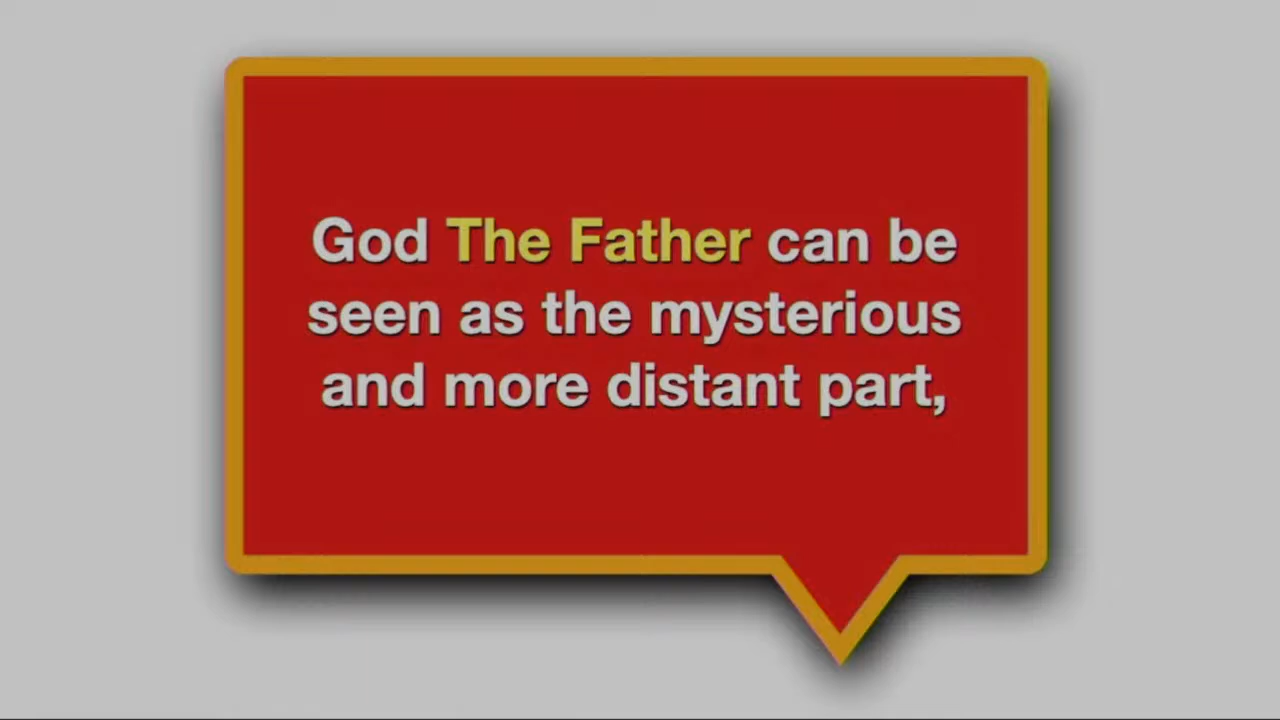 God The Father can be
seen as the mysterious
and more distant part,